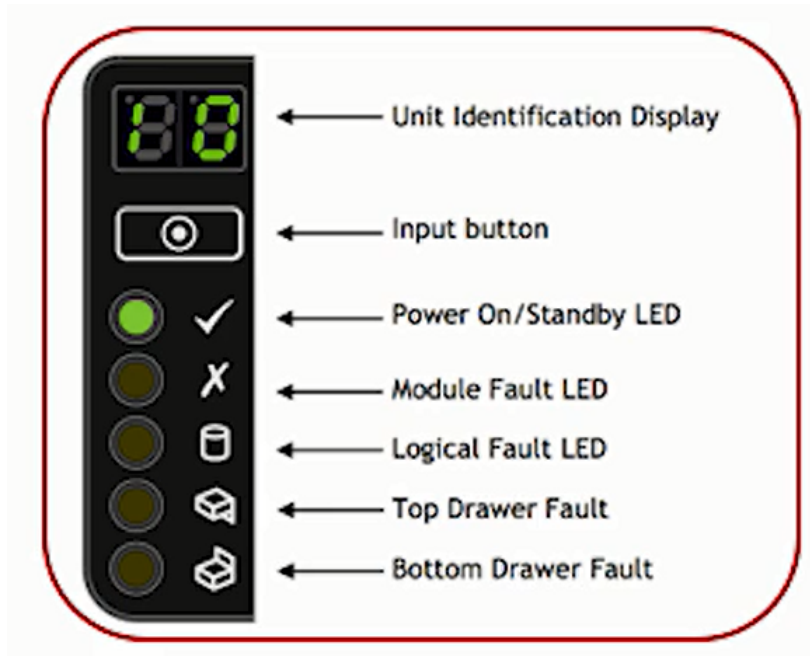 10
Unit Identification Display
Input button
Power On/Standby LED
Module Fault LED
Logical Fault LED
Top Drawer Fault
Bottom Drawer Fault